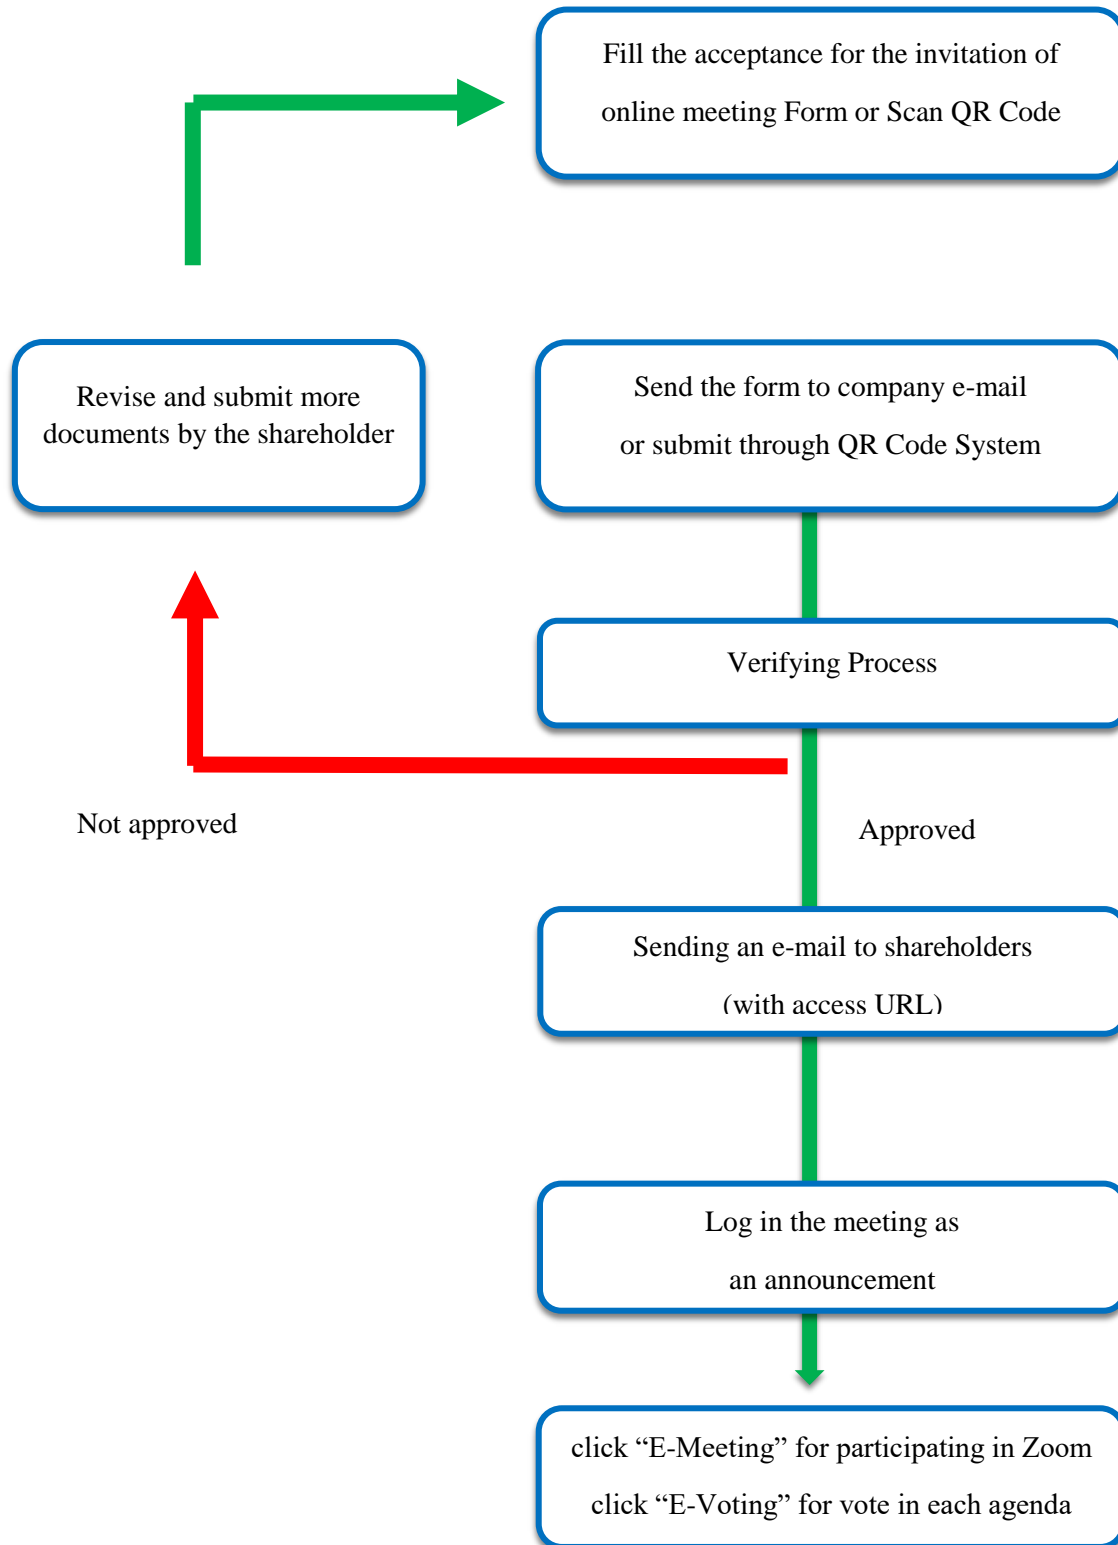 Fill the acceptance for the invitation of
online meeting Form or Scan QR Code
Revise and submit more
documents by the shareholder
Send the form to company e-mail
or submit through QR Code System
Verifying Process
Not approved
Approved
Sending an e-mail to shareholders
(with access URL)
Log in the meeting as
an announcement
click “E-Meeting” for participating in Zoom
click “E-Voting” for vote in each agenda